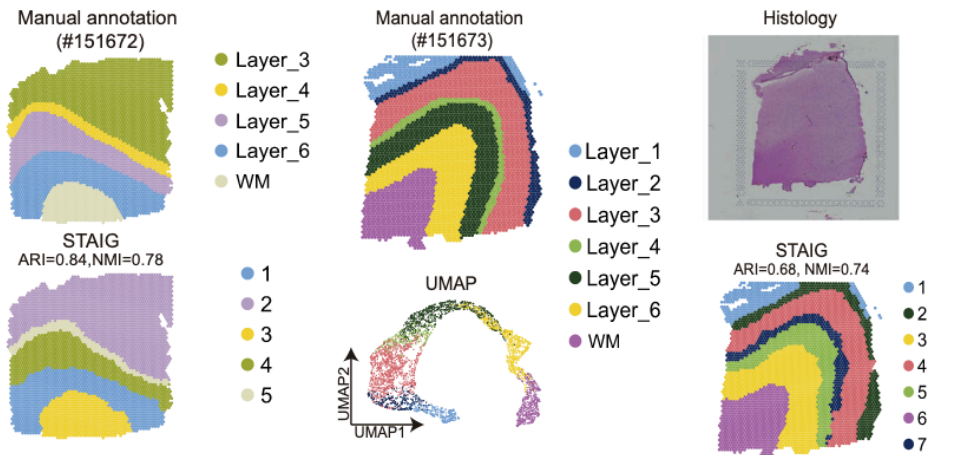 Manual annotation
(#151672)
Layer_3
Layer_4
Layer_5
Layer_6
WM
STAIG
ARI=0.84,NMI=0.78
1
2
3
4
5
Manual annotation
(#151673)
Layer_1
Layer_2
Layer_3
Layer_4
Layer_5
Layer_6
WM
UMAP
UMAP2
UMAP1
Histology
STAIG
ARI=0.68, NMI=0.74
1
2
3
4
5
6
7